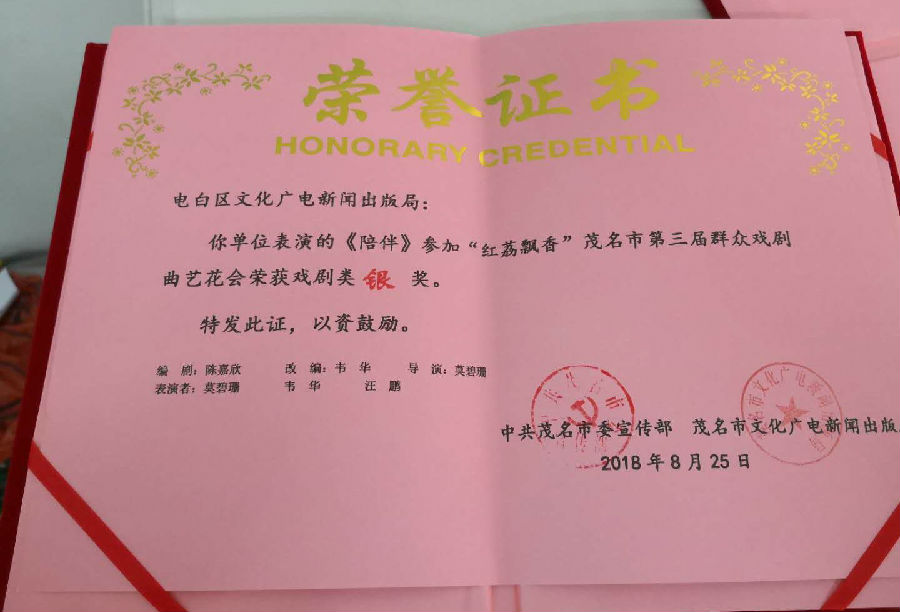 荣誉证书
HONORARY CREDENTIAL
电白区文化广电新闻出版局：
你单位表演的《陪伴》参加“红荔飘香”茂名市第三届群众戏剧
曲艺花会荣获戏剧类 银 奖。
特发此证，以资鼓励。
编 剧：陈嘉欣 改 编：韦 华 导 演：莫碧珊
表演者：莫碧珊 韦 华 汪 鹏
中共茂名市委宣传部 茂名市文化广电新闻出版
2018年8月25日